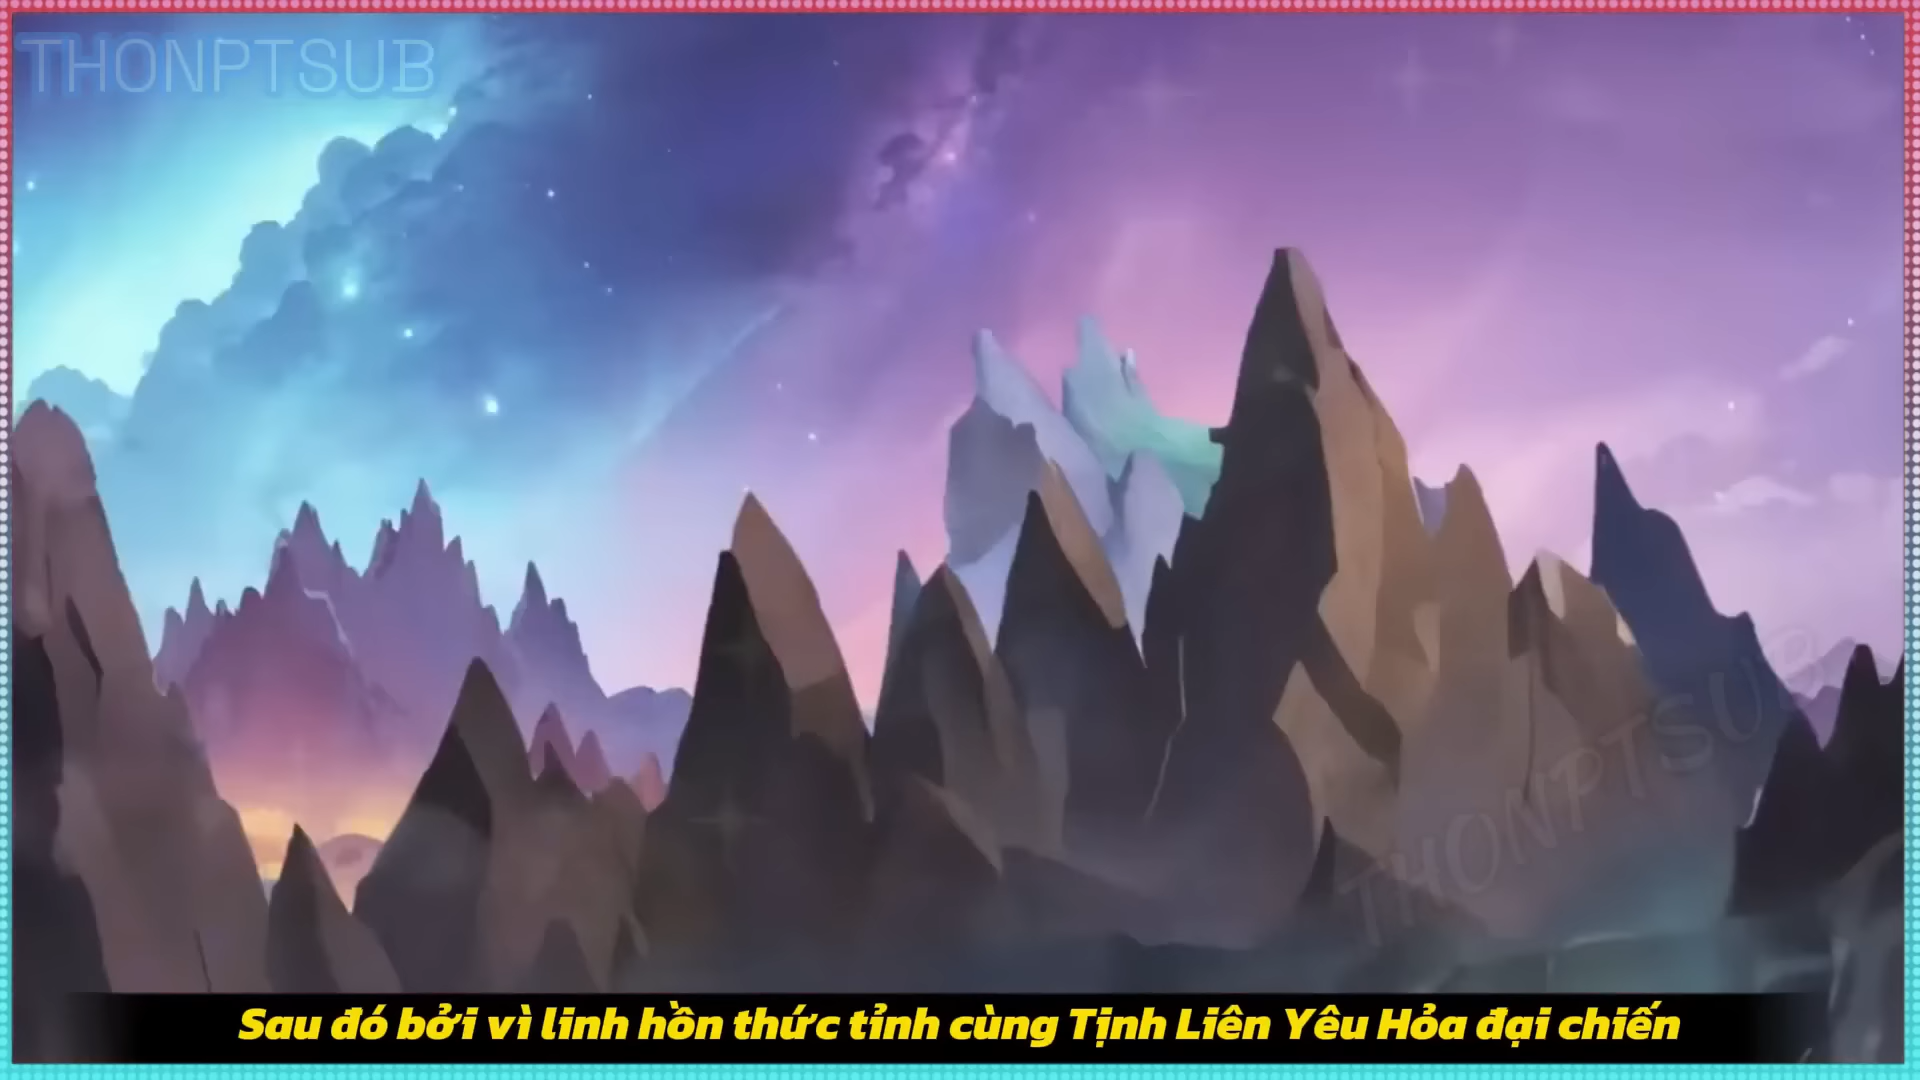 THONPTSUB
THONPTSUB
Sau đó bởi vì linh hồn thức tỉnh cùng Tịnh Liên Yêu Hỏa đại chiến